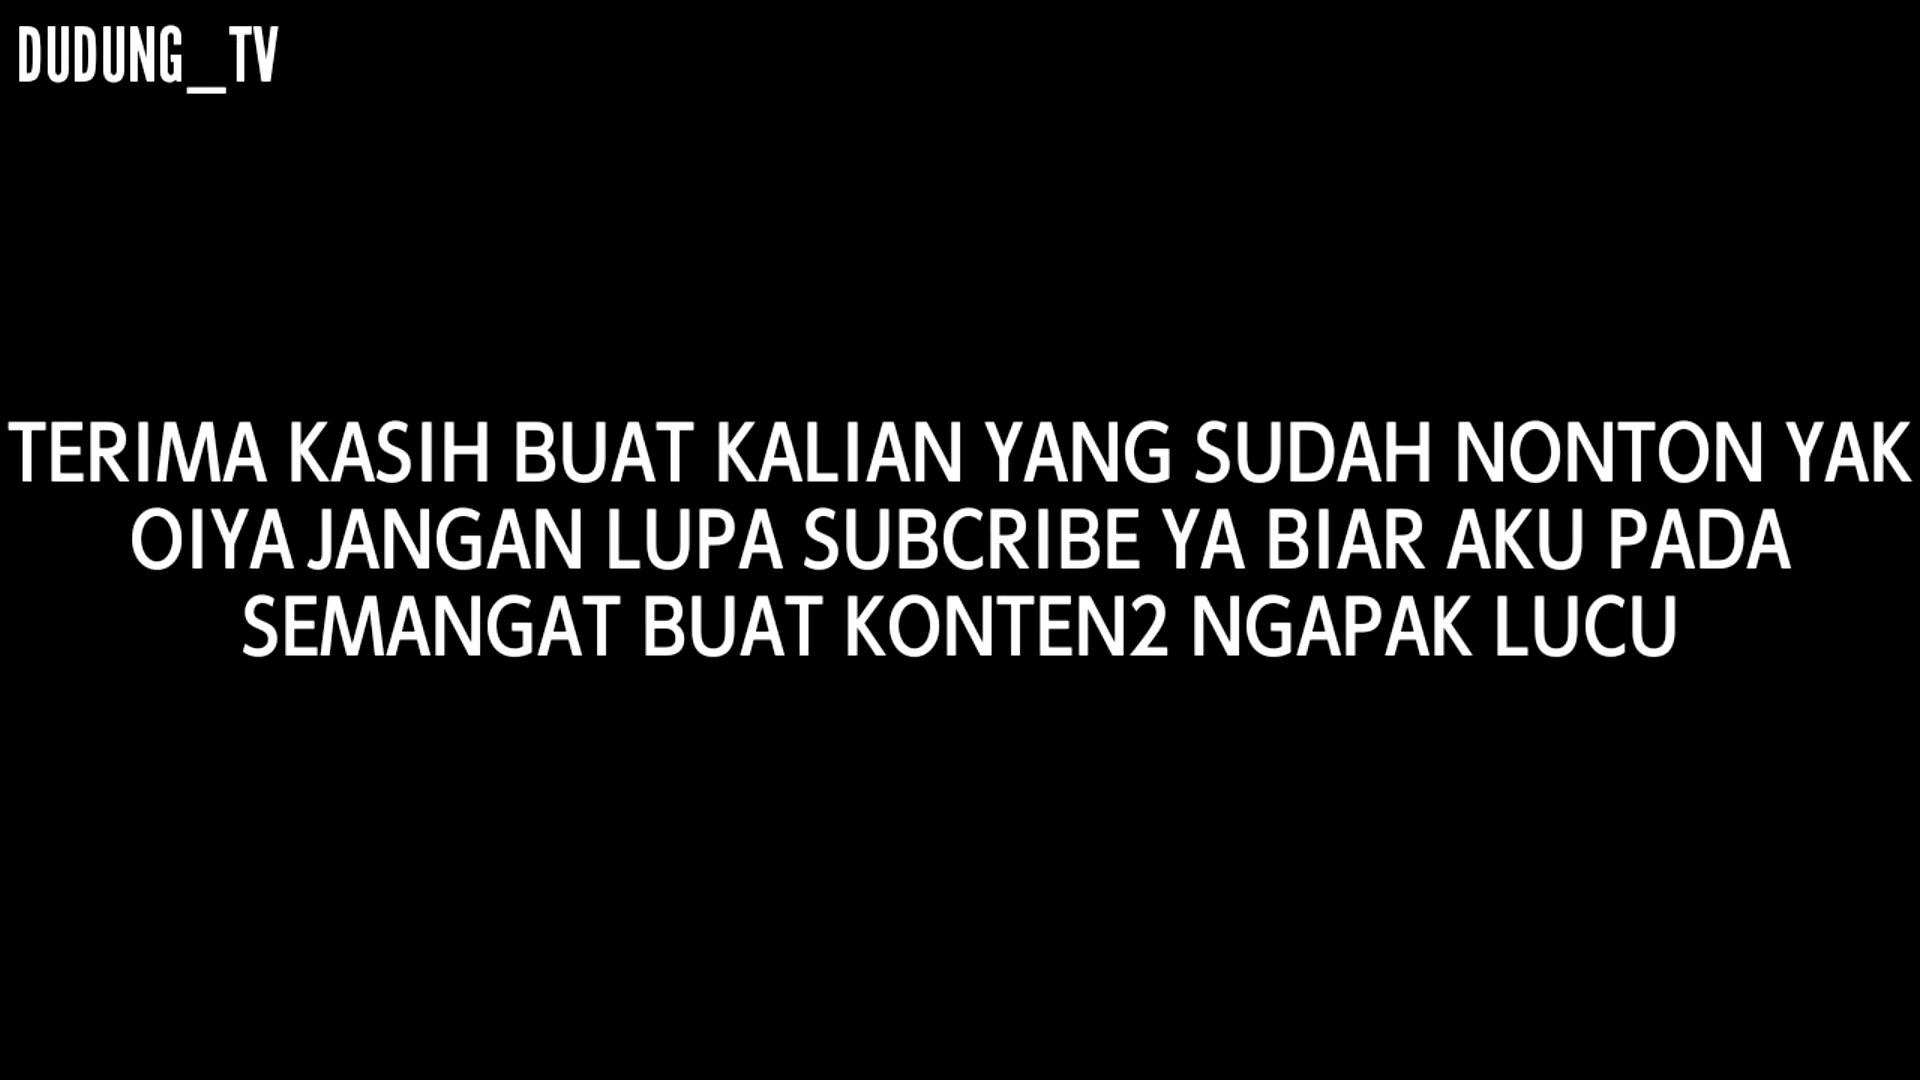 DUDUNG_TV
TERIMA KASIH BUAT KALIAN YANG SUDAH NONTON YAK
OIYA JANGAN LUPA SUBCRIBE YA BIAR AKU PADA
SEMANGAT BUAT KONTEN2 NGAPAK LUCU